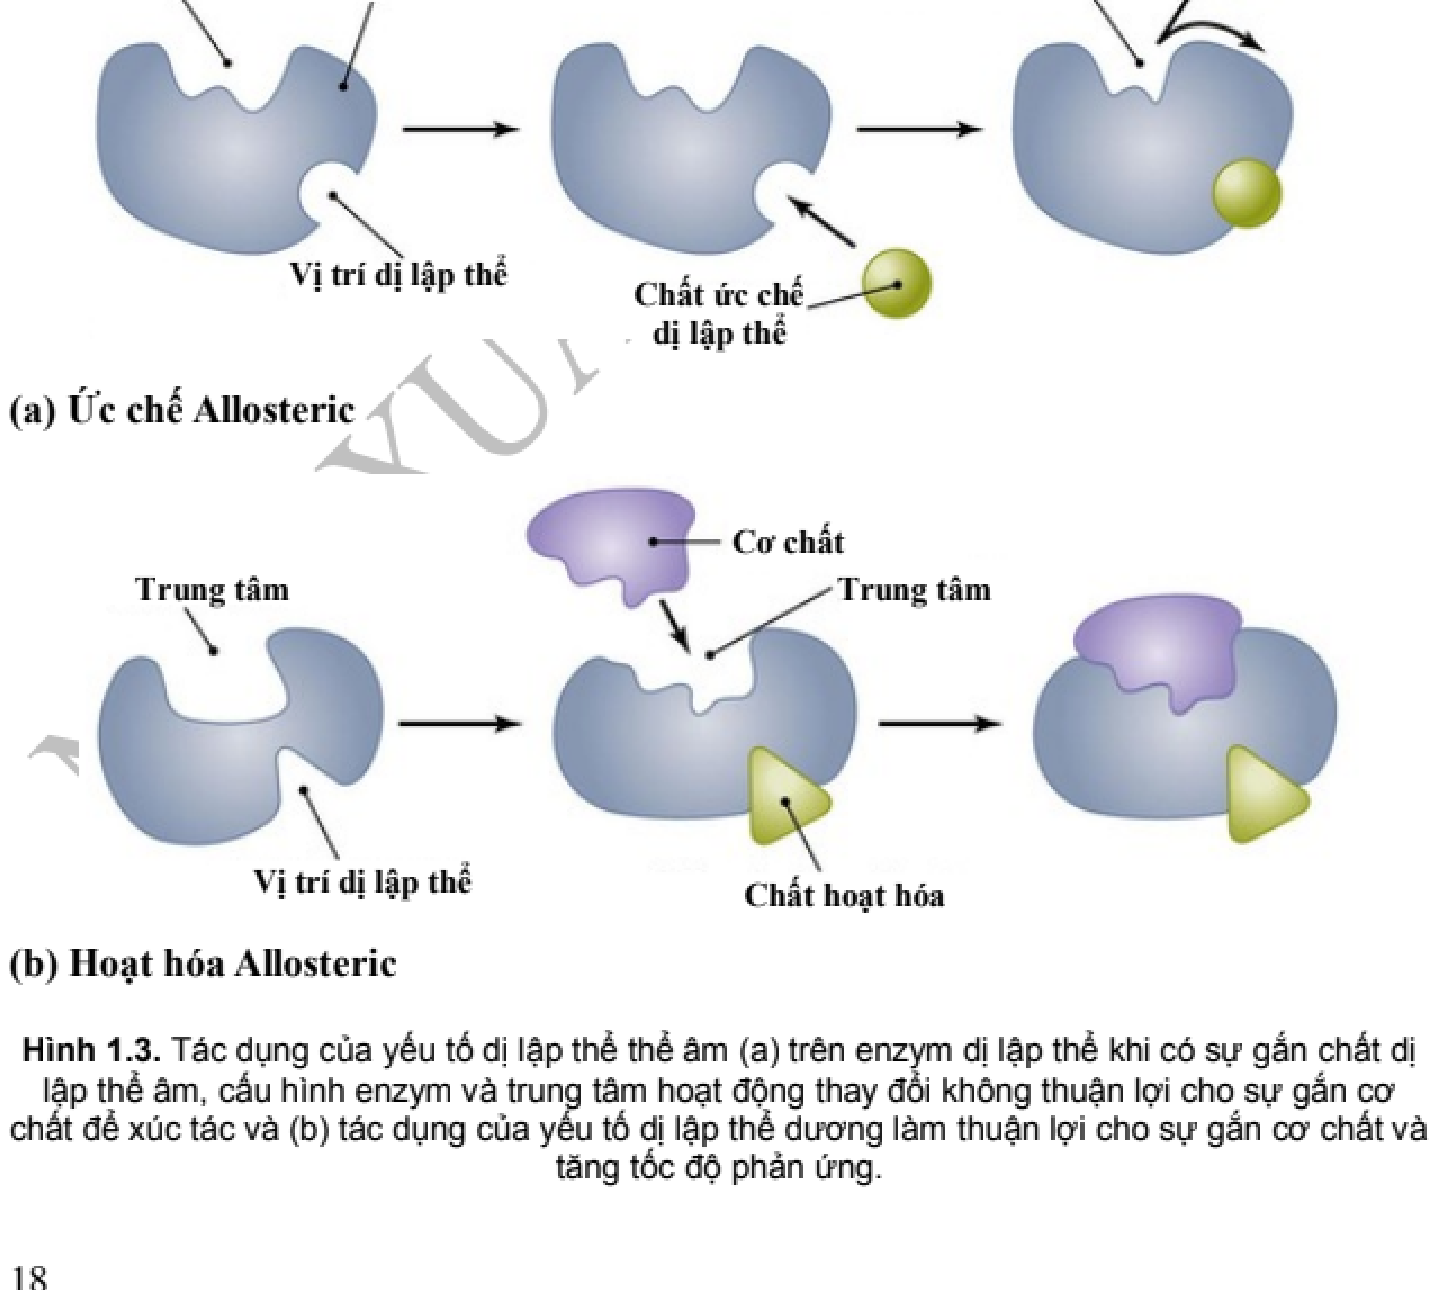 Vị trí dị lập thể
Chất ức chế
dị lập thể
(a) Ức chế Allosteric
YU
Cơ chất
Trung tâm
Trung tâm
Vị trí dị lập thể
Chất hoạt hóa
(b) Hoạt hóa Allosteric
Hình 1.3. Tác dụng của yếu tố dị lập thể thể âm (a) trên enzym dị lập thể khi có sự gắn chất dị
lập thể âm, cấu hình enzym và trung tâm hoạt động thay đổi không thuận lợi cho sự gắn cơ
chất để xúc tác và (b) tác dụng của yếu tố dị lập thể dương làm thuận lợi cho sự gắn cơ chất và
tăng tốc độ phản ứng.
18